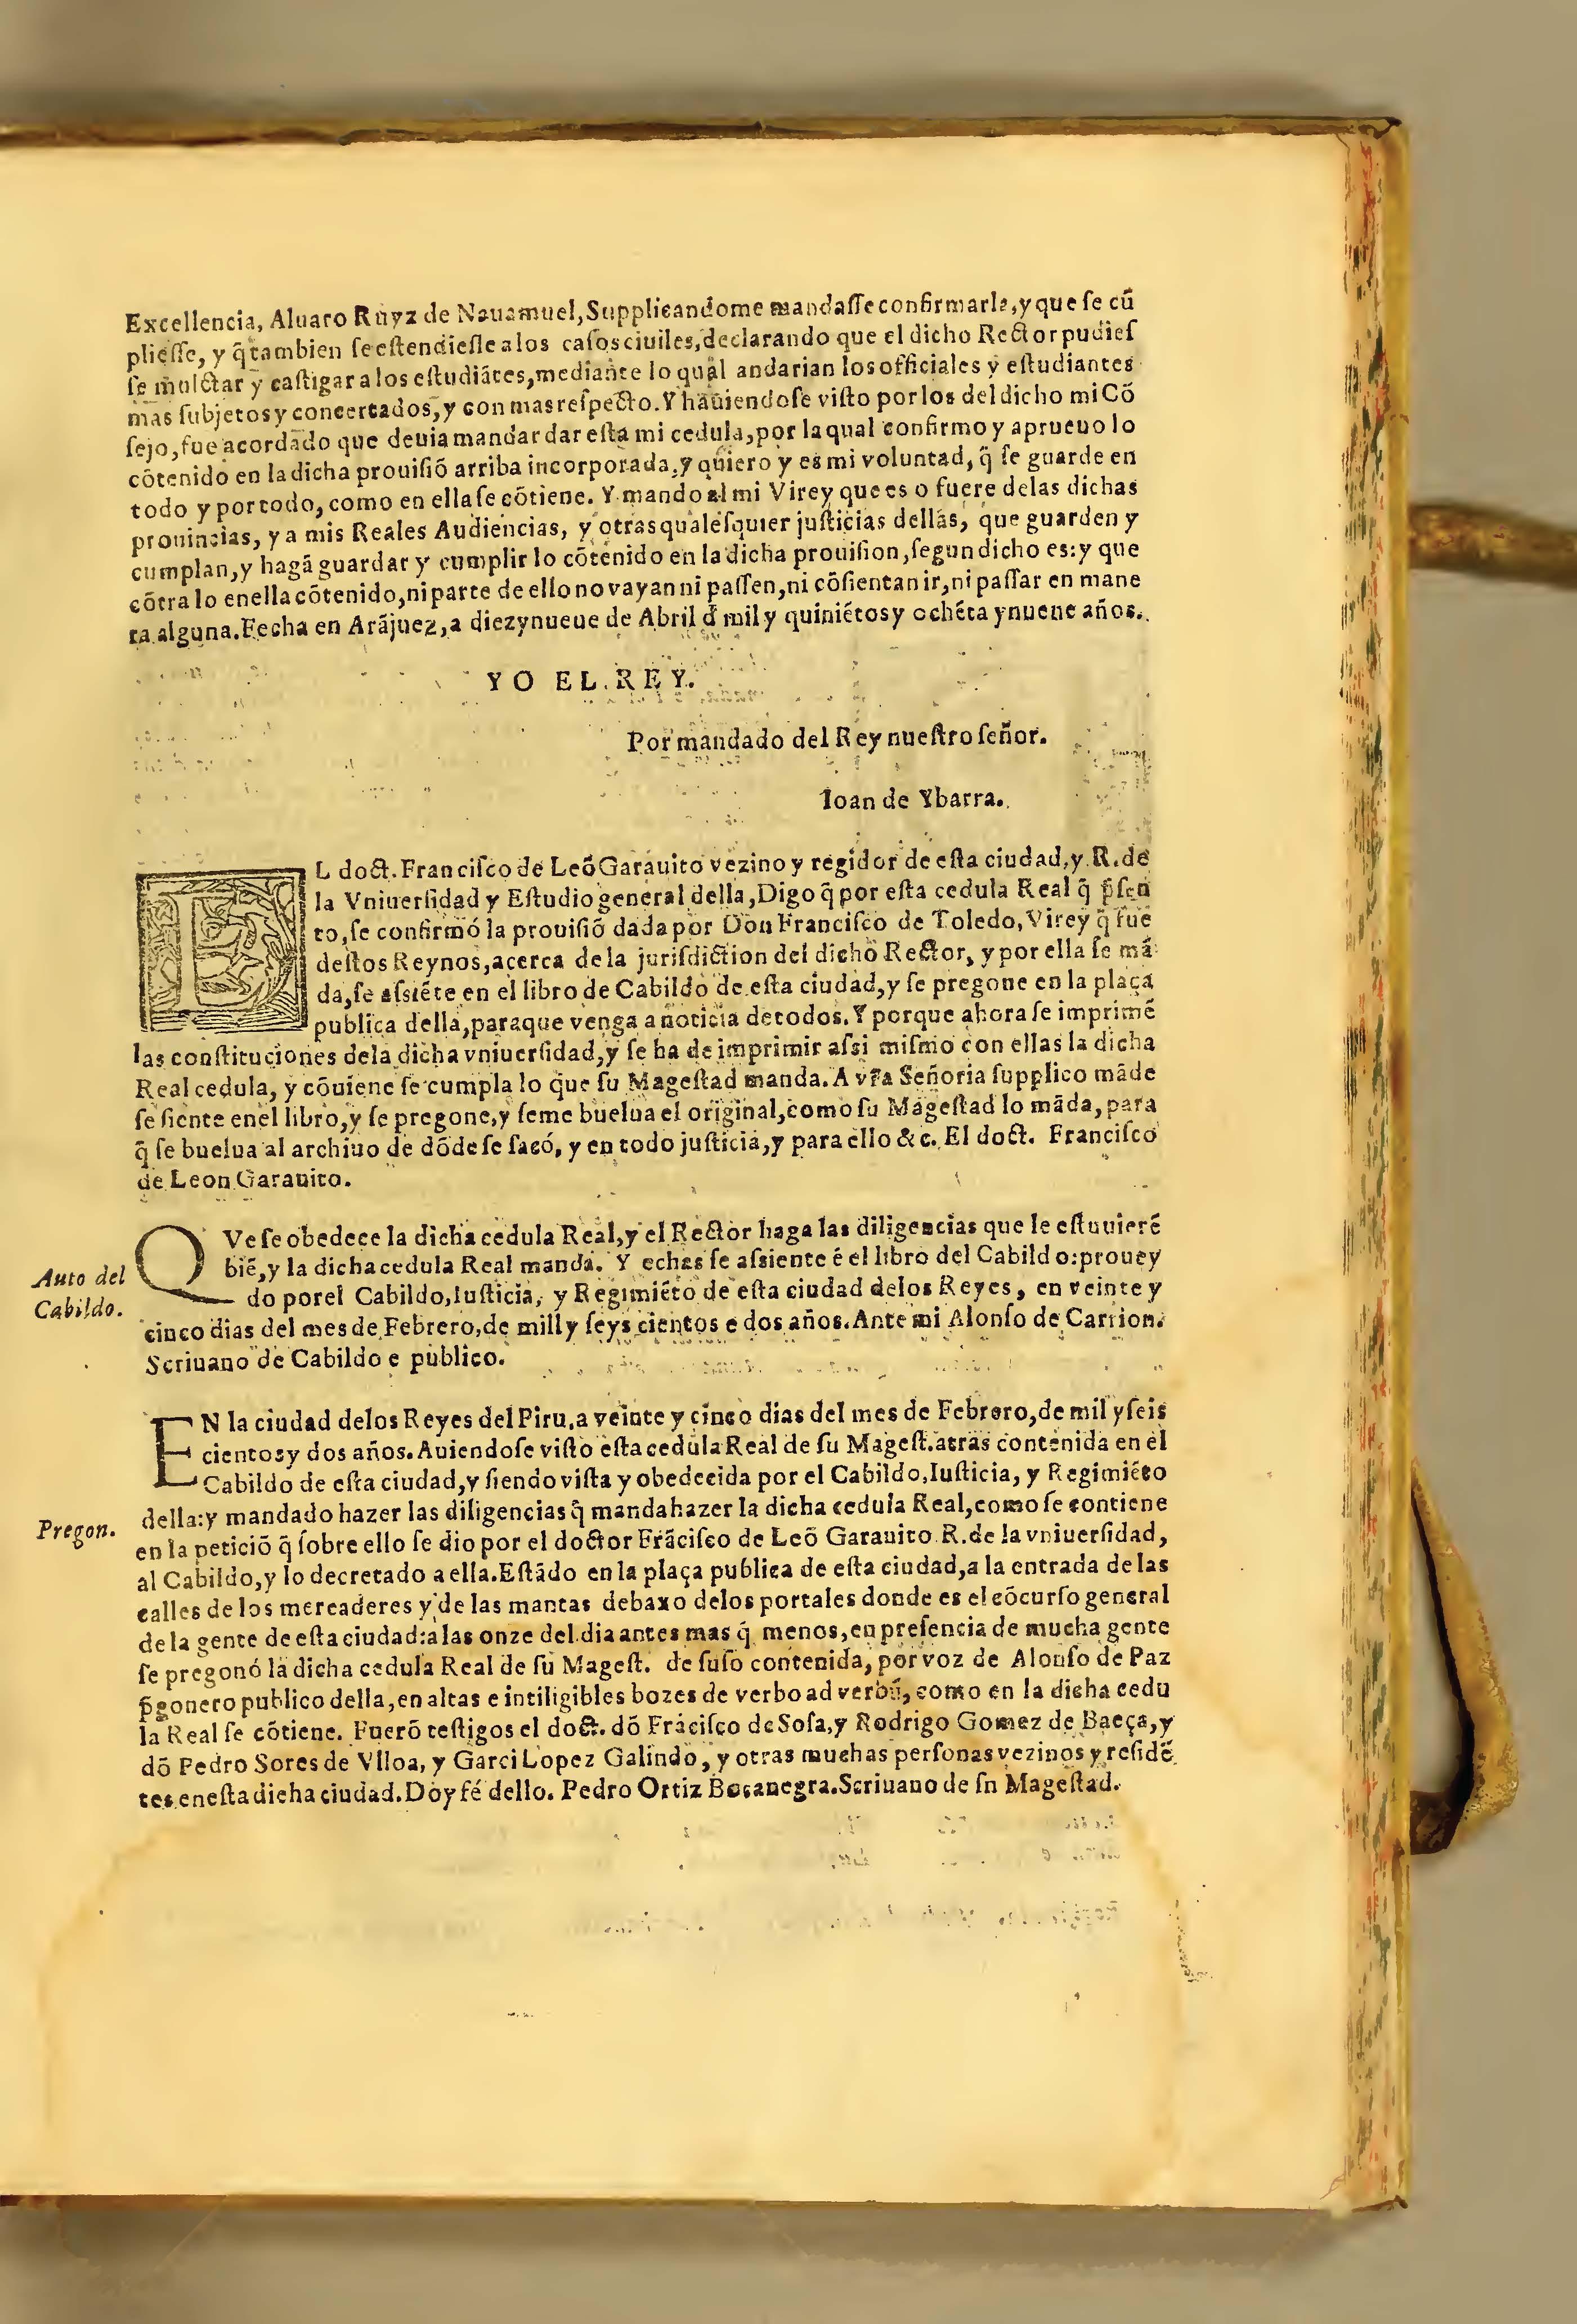 Excellencia, Aluaro Ruyz de Nauamuel, Supplicandome mandaſſe confirmarla, y que ſe cũ
plieſſe, y q̃ tambien ſe eſtendieſſe a los caſos ciuiles, declarando que el dicho Rector pudieſ
ſe mulctar y caſtigar a los eſtudiãtes, mediante lo qual andarian los officiales y eſtudiantes
mas ſubjetos y concertados, y con mas reſpecto. Y hauiendoſe viſto por los del dicho mi Cõ
ſejo, fue acordado que deuia mandar dar eſta mi cedula, por la qual confirmo y aprueuo lo
cõtenido en la dicha prouiſiõ arriba incorporada, y quiero y es mi voluntad, q̃ ſe guarde en
todo y por todo, como en ella ſe cõtiene. Y mando al mi Virey que es o fuere delas dichas
prouincias, y a mis Reales Audiencias, y otras qualeſquier juſticias dellas, que guarden y
cumplan, y hagã guardar y cumplir lo cõtenido en la dicha prouiſion, ſegun dicho es: y que
cõtra lo enella cõtenido, ni parte de ello no vayan ni paſſen, ni cõſientan ir, ni paſſar en mane
ra alguna. Fecha en Arãjuez, a diez y nueue de Abril d̃ mil y quiniẽtos y ochẽta y nueue años.
YO EL REY.
Por mandado del Rey nueſtro ſeñor.
Ioan de Ybarra.
EL doct. Franciſco de Leõ Garauito vezino y regidor de eſta ciudad, y R. de
la Vniuerſidad y Eſtudio general della, Digo q̃ por eſta cedula Real q̃ p̃ſen
to, ſe confirmó la prouiſiõ dada por Don Franciſco de Toledo, Virey q̃ fue
deſtos Reynos, acerca de la juriſdiction del dicho Rector, y por ella ſe mã
da, ſe aſsiẽte en el libro de Cabildo de eſta ciudad, y ſe pregone en la plaça
publica della, paraque venga a noticia de todos. Y porque ahora ſe imprimẽ
las conſtituciones dela dicha vniuerſidad, y ſe ha de imprimir aſsi miſmo con ellas la dicha
Real cedula, y cõuiene ſe cumpla lo que ſu Mageſtad manda. A vr̃a Señoria ſupplico mãde
ſe ſiente enel libro, y ſe pregone, y ſeme buelua el original, como ſu Mageſtad lo mãda, para
q̃ ſe buelua al archiuo de dõde ſe ſacó, y en todo juſticia, y para ello &c. El doct. Franciſco
de Leon Garauito.
Auto del
Cabildo.
QVe ſe obedece la dicha cedula Real, y el Rector haga las diligencias que le eſtuuierẽ
biẽ, y la dicha cedula Real manda. Y echas ſe aſsiente ẽ el libro del Cabildo: prouey
do por el Cabildo, Iuſticia, y Regimiẽto de eſta ciudad delos Reyes, en veinte y
cinco dias del mes de Febrero, de mill y ſeys cientos e dos años. Ante mi Alonſo de Carrion.
Scriuano de Cabildo e publico.
Pregon.
EN la ciudad delos Reyes del Piru, a veinte y cinco dias del mes de Febrero, de mil y ſeis
cientos y dos años. Auiendoſe viſto eſta cedula Real de ſu Mageſt. atras contenida en el
Cabildo de eſta ciudad, y ſiendo viſta y obedecida por el Cabildo, Iuſticia, y Regimiẽto
della: y mandado hazer las diligencias q̃ manda hazer la dicha cedula Real, como ſe contiene
en la peticiõ q̃ ſobre ello ſe dio por el doctor Frãciſco de Leõ Garauito R. de la vniuerſidad,
al Cabildo, y lo decretado a ella. Eſtãdo en la plaça publica de eſta ciudad, a la entrada de las
calles de los mercaderes y de las mantas debaxo delos portales donde es el cõcurſo general
de la gente de eſta ciudad: a las onze del dia antes mas q̃ menos, en preſencia de mucha gente
ſe pregonó la dicha cedula Real de ſu Mageſt. de ſuſo contenida, por voz de Alonſo de Paz
p̃gonero publico della, en altas e intiligibles bozes de verbo ad verbũ, como en la dicha cedu
la Real ſe cõtiene. Fuerõ teſtigos el doct. dõ Frãciſco de Soſa, y Rodrigo Gomez de Baeça, y
dõ Pedro Sores de Vlloa, y Garci Lopez Galindo, y otras muchas perſonas vezinos y reſidẽ
tes eneſta dicha ciudad. Doy fé dello. Pedro Ortiz Bocanegra. Scriuano de ſn Mageſtad.